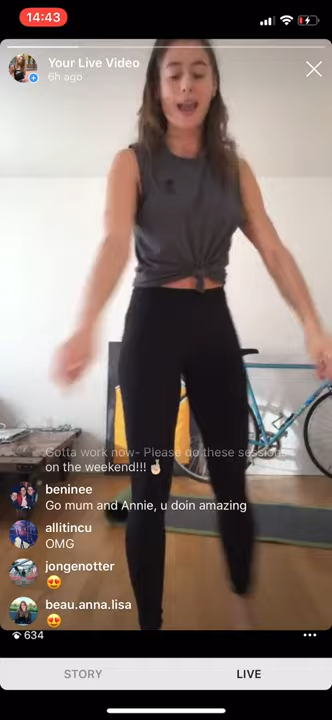 14:43
Your Live Video
6h ago
Gotta work now- Please do these sessions
on the weekend!!! 🤞🏻
beninee
Go mum and Annie, u doin amazing
allitincu
OMG
jongenotter
😍
beau.anna.lisa
😍
634
STORY
LIVE